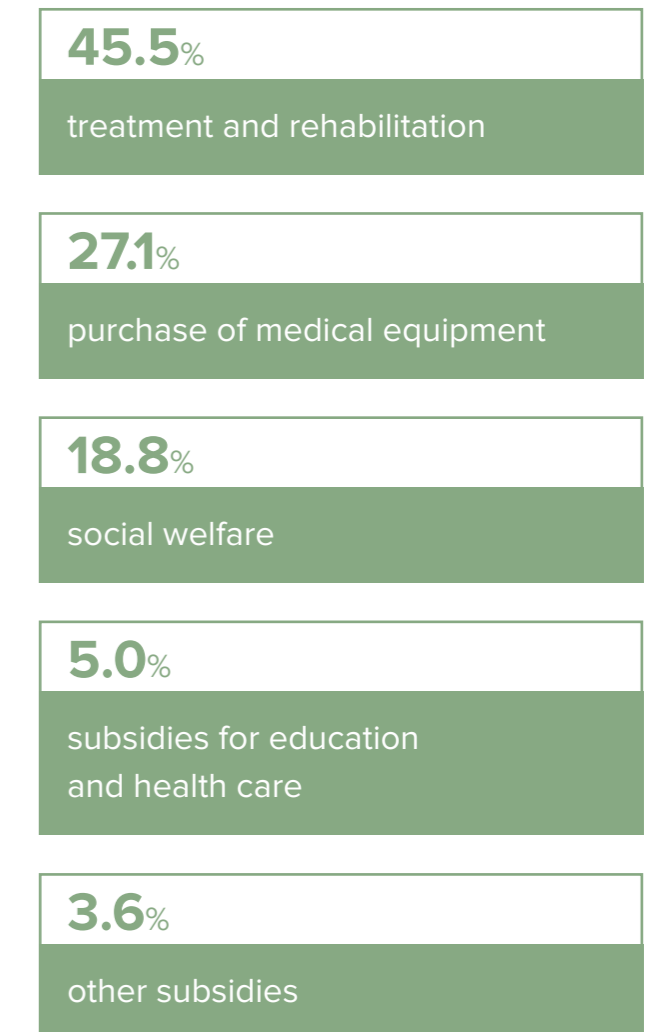 45.5%
treatment and rehabilitation
27.1%
purchase of medical equipment
18.8%
social welfare
5.0%
subsidies for education
and health care
3.6%
other subsidies